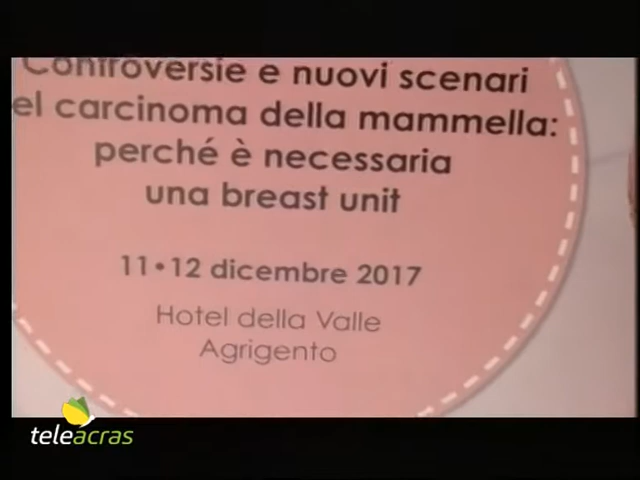 Controversie e nuovi scenari
el carcinoma della mammella:
perché è necessaria
una breast unit
11•12 dicembre 2017
Hotel della Valle
Agrigento
teleacras